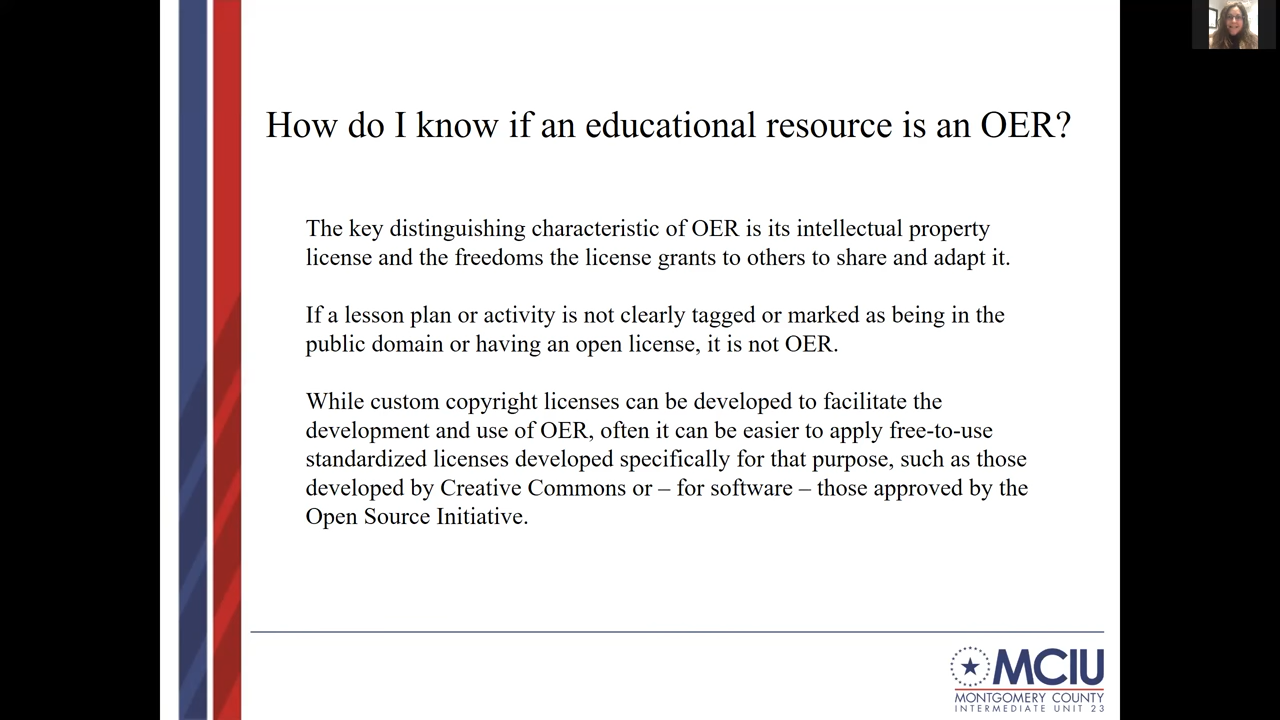 How do I know if an educational resource is an OER?
The key distinguishing characteristic of OER is its intellectual property
license and the freedoms the license grants to others to share and adapt it.
If a lesson plan or activity is not clearly tagged or marked as being in the
public domain or having an open license, it is not OER.
While custom copyright licenses can be developed to facilitate the
development and use of OER, often it can be easier to apply free-to-use
standardized licenses developed specifically for that purpose, such as those
developed by Creative Commons or – for software – those approved by the
Open Source Initiative.
MCIU
MONTGOMERY COUNTY
INTERMEDIATE UNIT 23